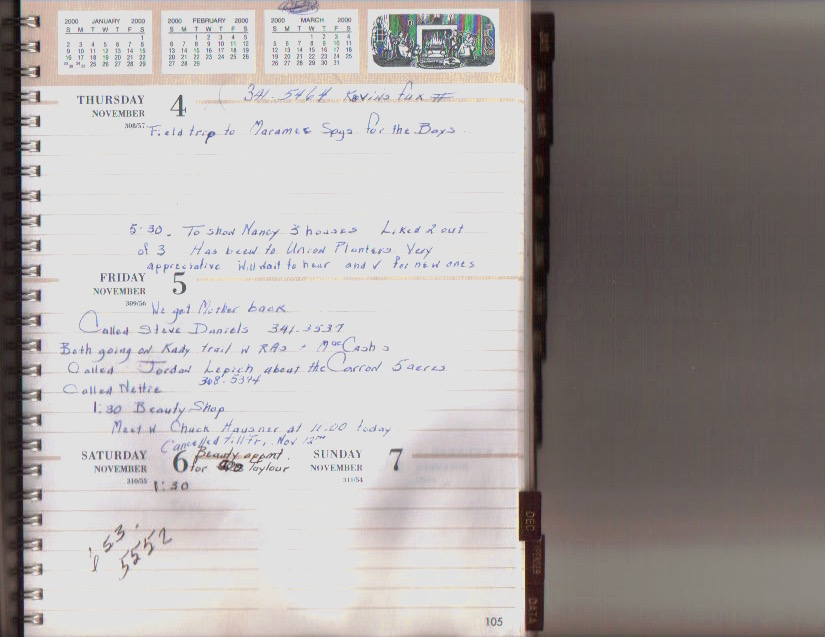 2000 JANUARY 2000
S M T W T F S
1
2 3 4 5 6 7 8
9 10 11 12 13 14 15
16 17 18 19 20 21 22
23 30 24 31 25 26 27 28 29
2000 FEBRUARY 2000
S M T W T F S
1 2 3 4 5
6 7 8 9 10 11 12
13 14 15 16 17 18 19
20 21 22 23 24 25 26
27 28 29
2000 MARCH 2000
S M T W T F S
1 2 3 4
5 6 7 8 9 10 11
12 13 14 15 16 17 18
19 20 21 22 23 24 25
26 27 28 29 30 31
341-5464 Kevins fax #
THURSDAY 4
NOVEMBER
308/57
Field trip to Maramec Spgs for the Boys
5:30. To show Nancy 3 houses Liked 2 out
of 3 Has been to Union Planters Very
appreciative Will wait to hear and √ for new ones
FRIDAY 5
NOVEMBER
309/56
We got Mother back
Called Steve Daniels 341-3537
Both going on Kady trail w RAs + MacCash's
Called Jordan Lepich about the Carrol 5 acres
Called Nettie 368-5394
1:30 Beauty Shop
Meet w Chuck Hausner at 11:00 today
Cancelled till Fri, Nov 12th
SATURDAY 6
NOVEMBER
310/55
Beauty appmt.
for Taylour
1:30
SUNDAY 7
NOVEMBER
311/54
53-
5552
DEC
DATA
105